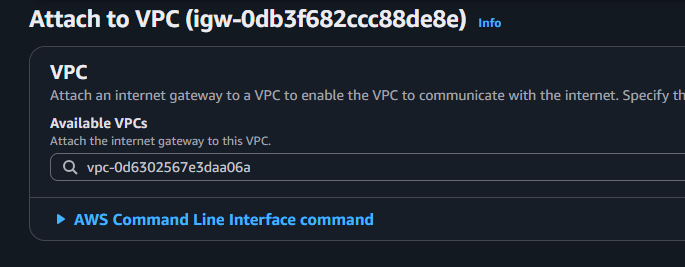 Attach to VPC (igw-0db3f682ccc88de8e) Info
VPC
Attach an internet gateway to a VPC to enable the VPC to communicate with the internet. Specify th
Available VPCs
Attach the internet gateway to this VPC.
vpc-0d6302567e3daa06a
AWS Command Line Interface command